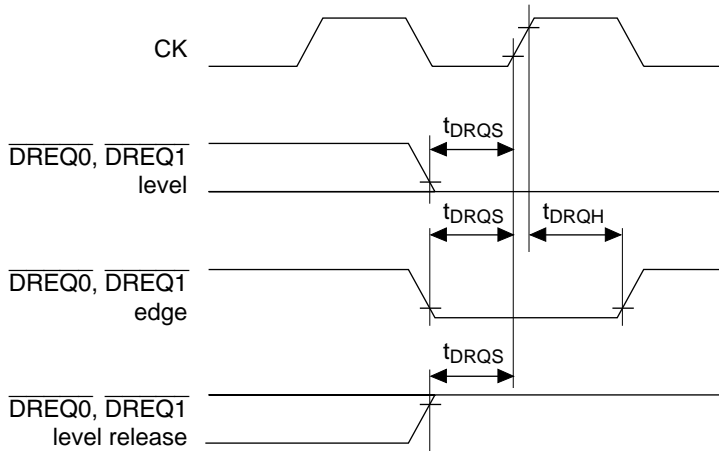 CK
tDRQS
DREQ0, DREQ1
level
tDRQS
tDRQH
DREQ0, DREQ1
edge
tDRQS
DREQ0, DREQ1
level release